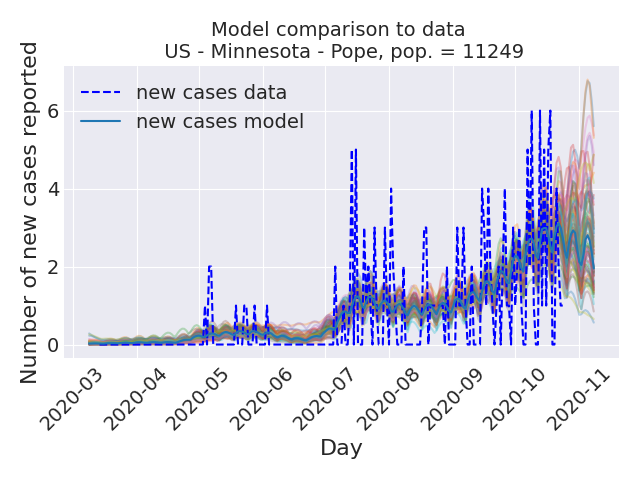 Model comparison to data
US - Minnesota - Pope, pop. = 11249
Number of new cases reported
new cases data
new cases model
6
4
2
0
2020-03
2020-04
2020-05
2020-06
2020-07
2020-08
2020-09
2020-10
2020-11
Day